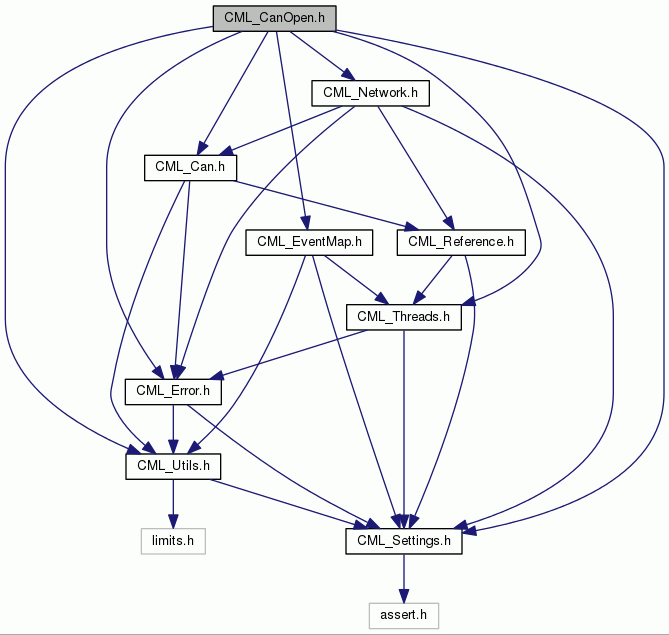 CML_CanOpen.h
CML_Network.h
CML_Can.h
CML_EventMap.h
CML_Reference.h
CML_Threads.h
CML_Error.h
CML_Utils.h
limits.h
CML_Settings.h
assert.h